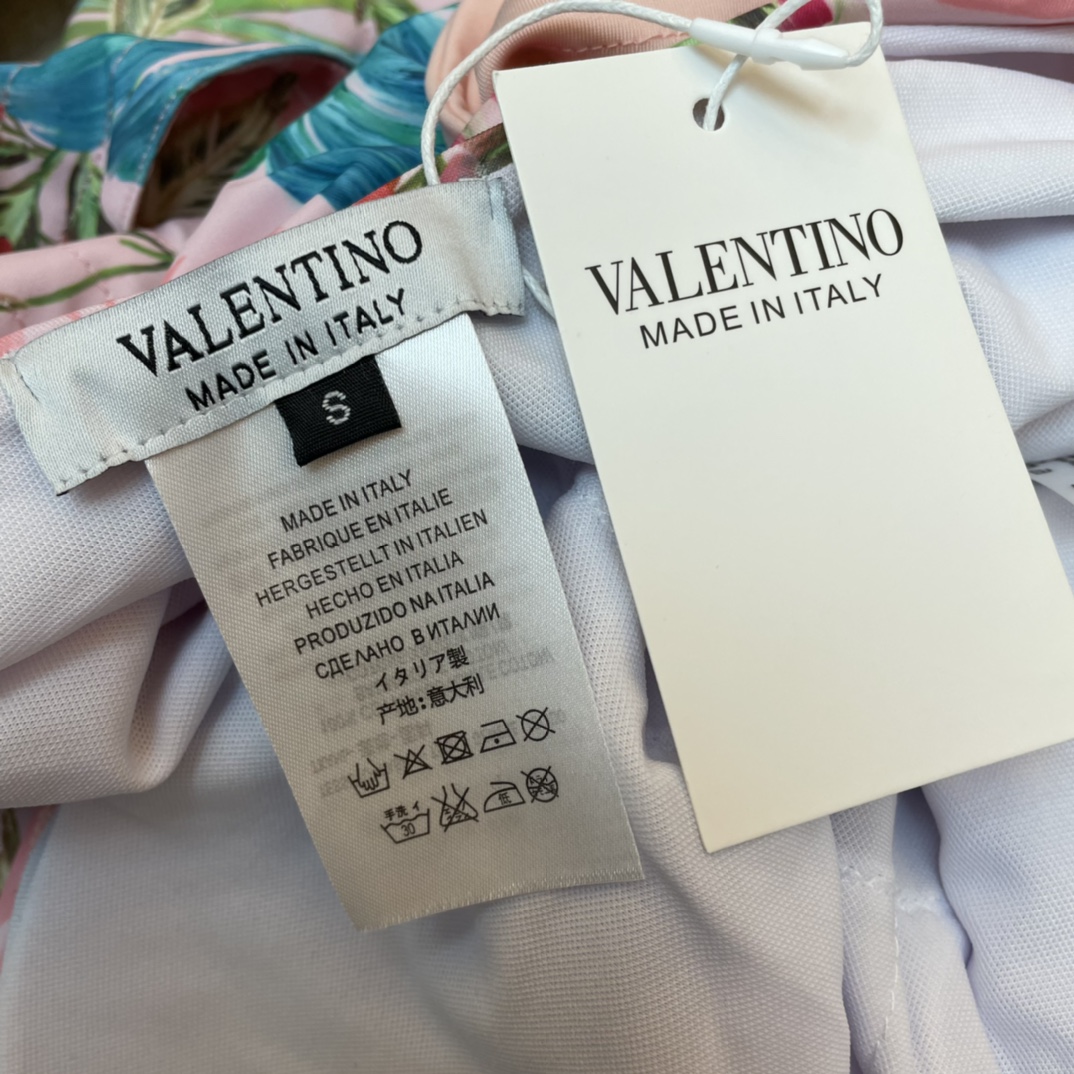 VALENTINO
MADE IN ITALY
S
MADE IN ITALY
FABRIQUE EN ITALIE
HERGESTELLT IN ITALIEN
HECHO EN ITALIA
PRODUZIDO NA ITALIA
СДЕЛАНО В ИТАЛИИ
イタリア製
产地:意大利
手洗 イ
30
低
VALENTINO
MADE IN ITALY